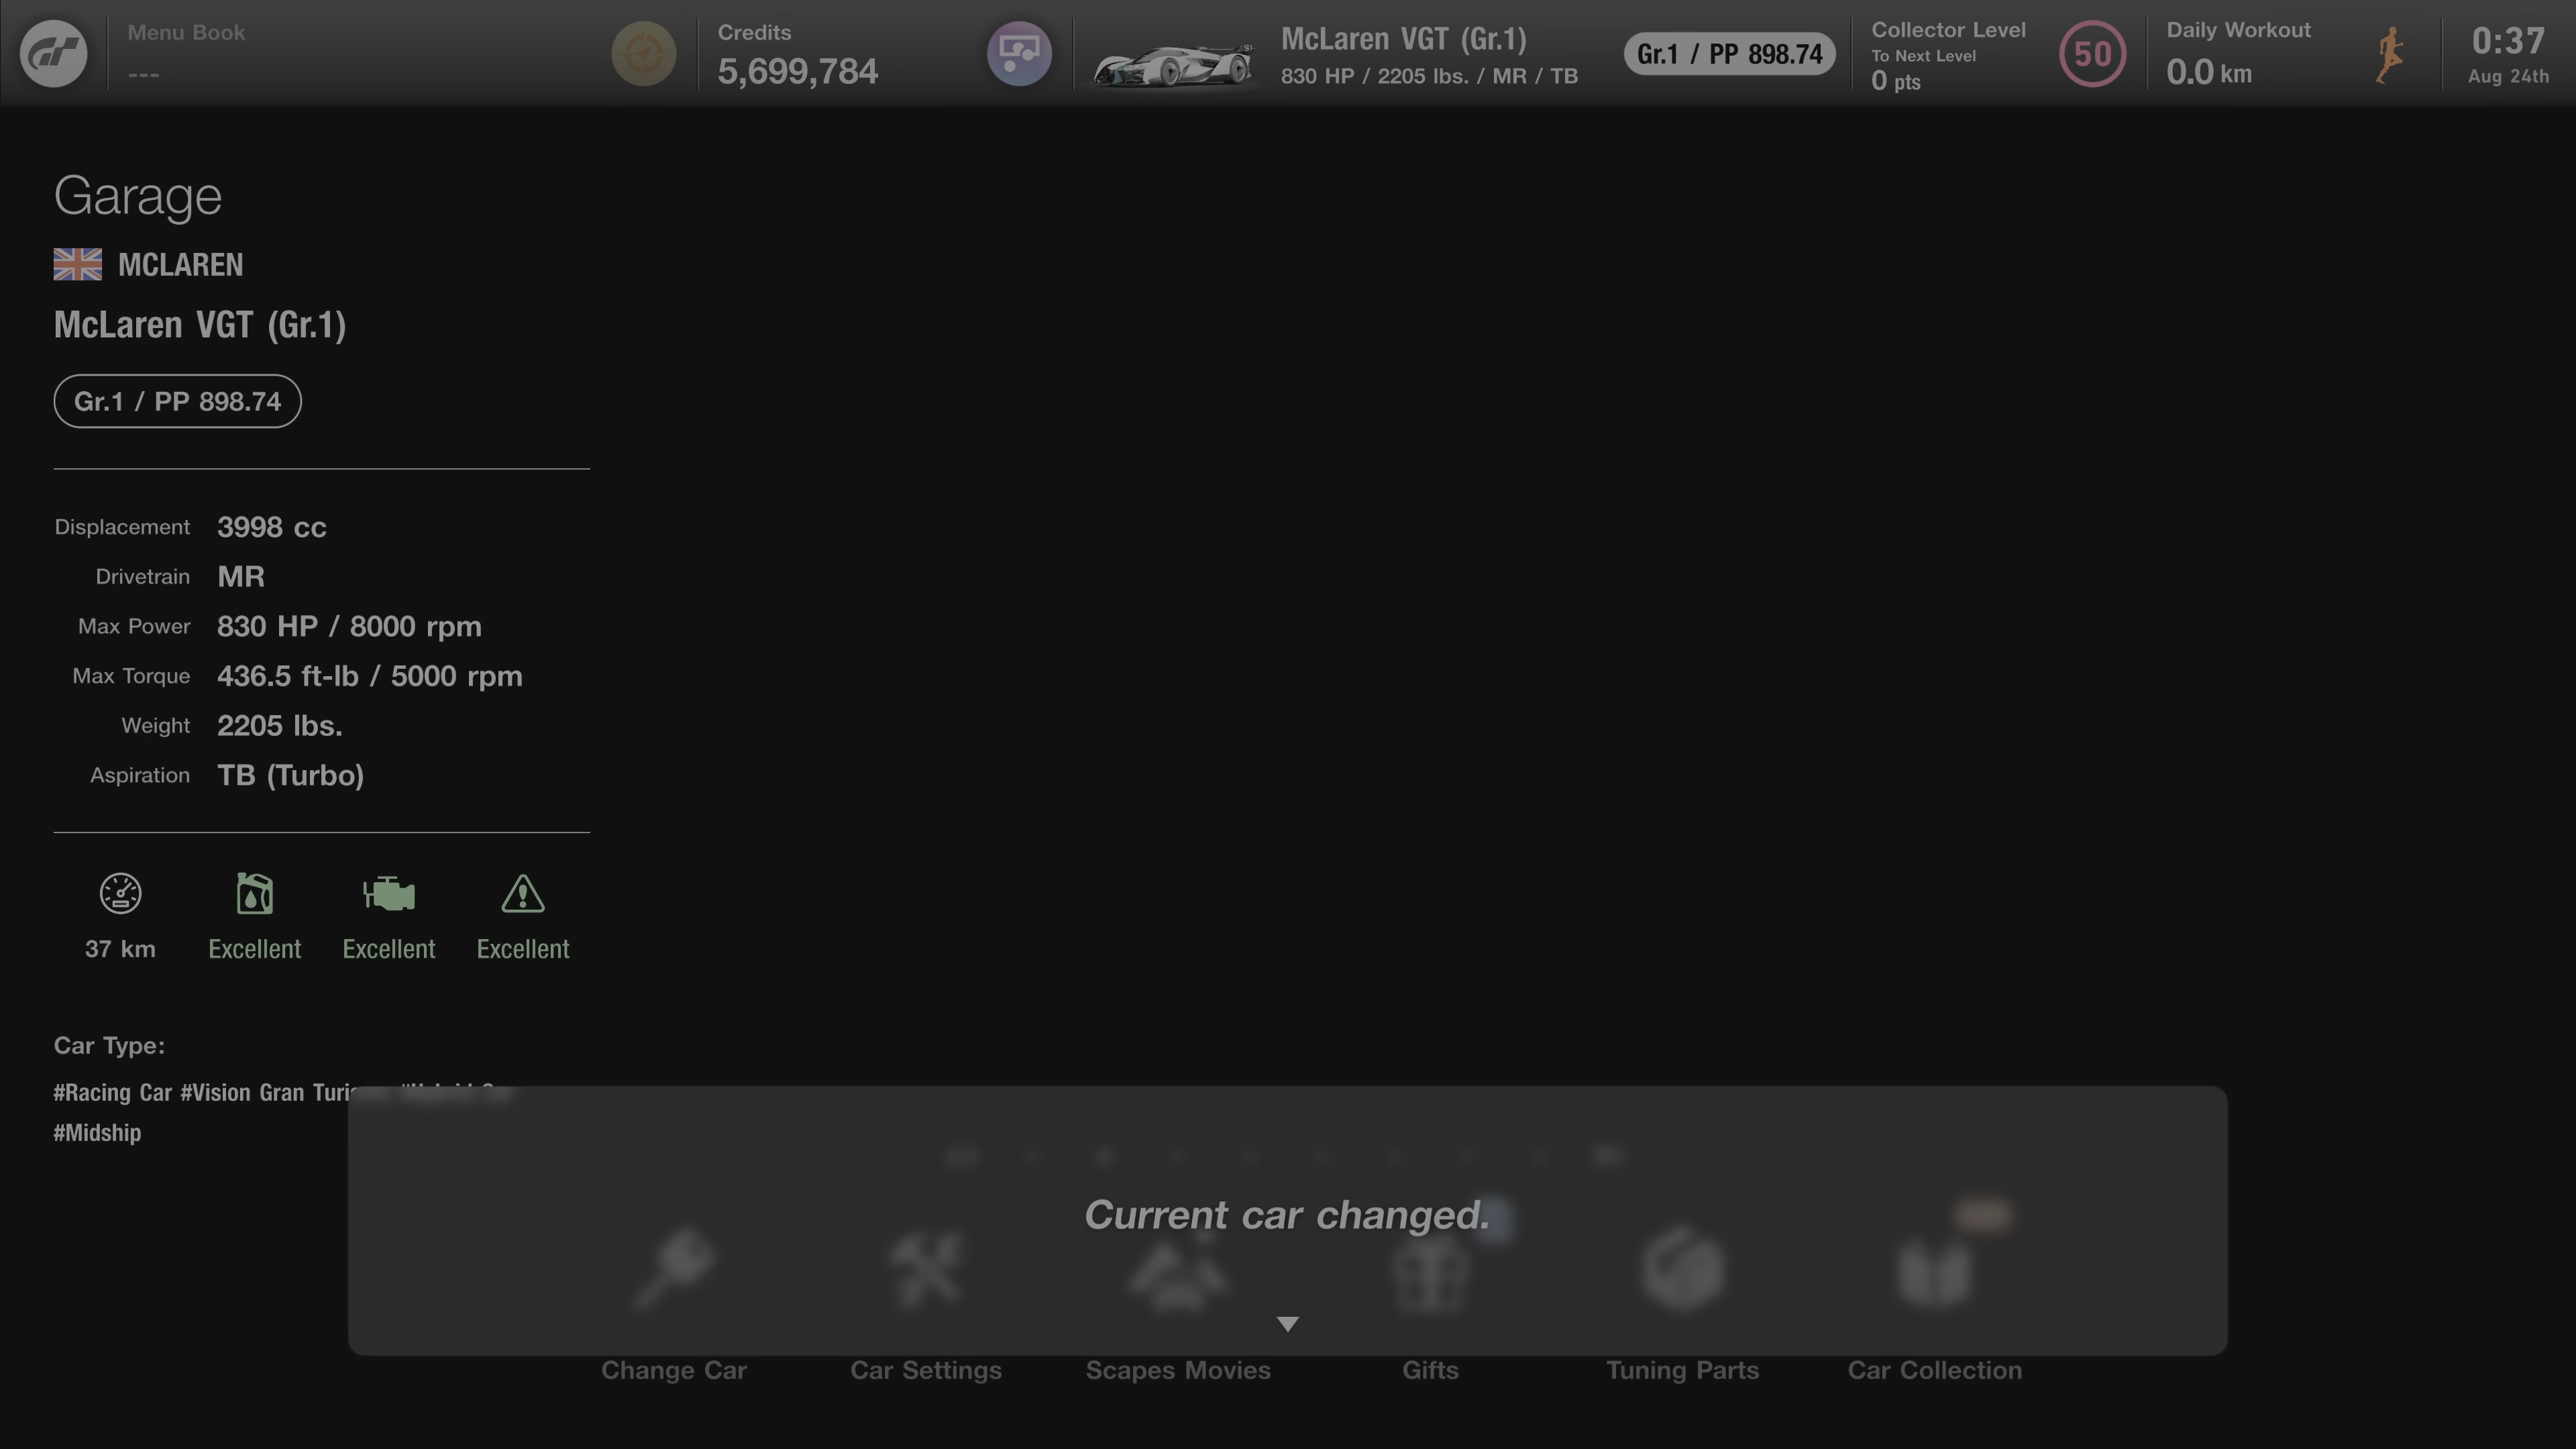 Menu Book
---
Credits
5,699,784
McLaren VGT (Gr.1)
830 HP / 2205 lbs. / MR / TB
Gr.1 / PP 898.74
Collector Level
To Next Level
0 pts
50
Daily Workout
0.0 km
0:37
Aug 24th
Garage
MCLAREN
McLaren VGT (Gr.1)
Gr.1 / PP 898.74
Displacement 3998 cc
Drivetrain MR
Max Power 830 HP / 8000 rpm
Max Torque 436.5 ft-lb / 5000 rpm
Weight 2205 lbs.
Aspiration TB (Turbo)
37 km Excellent Excellent Excellent
Car Type:
#Racing Car #Vision Gran
#Midship
Current car changed.
Change Car Car Settings Scapes Movies Gifts Tuning Parts Car Collection